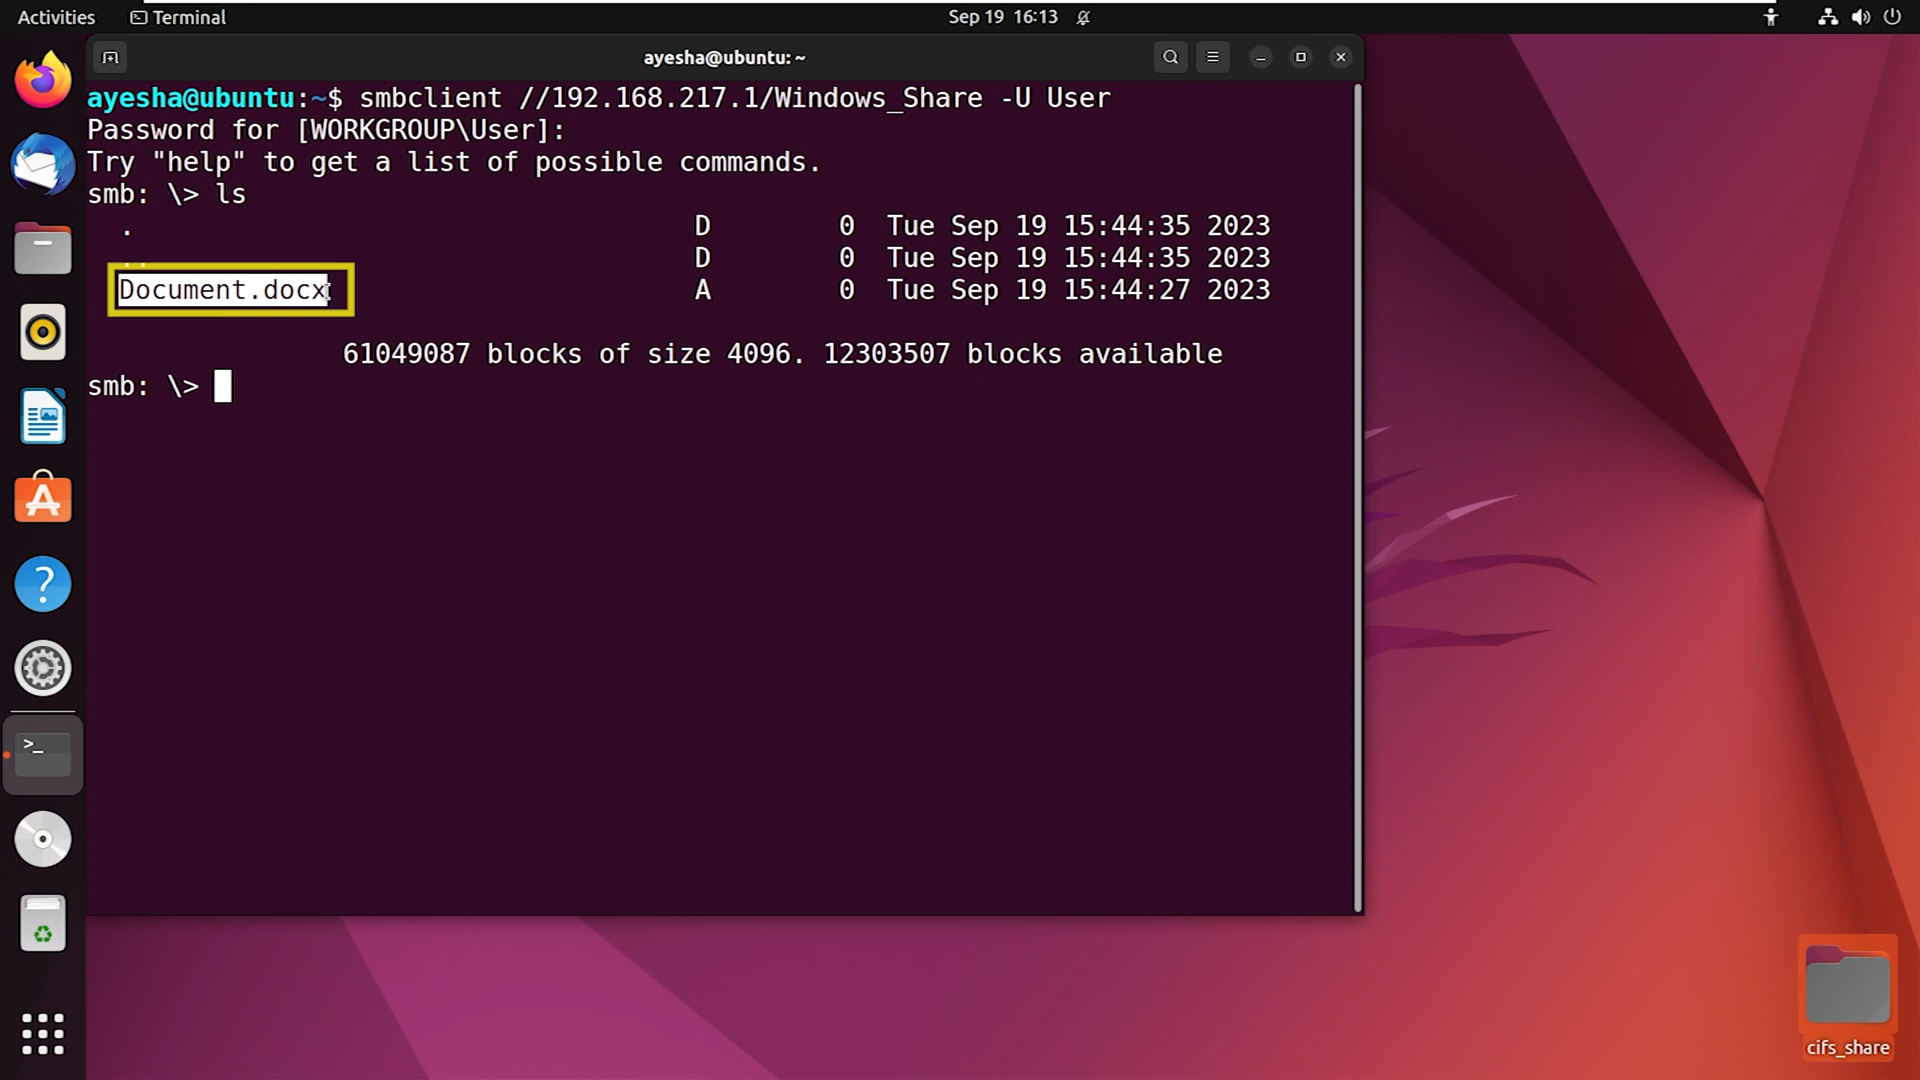 Activities Terminal Sep 19 16:13
ayesha@ubuntu: ~
ayesha@ubuntu:~$ smbclient //192.168.217.1/Windows_Share -U User
Password for [WORKGROUP\User]:
Try "help" to get a list of possible commands.
smb: \> ls
. D 0 Tue Sep 19 15:44:35 2023
.. D 0 Tue Sep 19 15:44:35 2023
Document.docx A 0 Tue Sep 19 15:44:27 2023
61049087 blocks of size 4096. 12303507 blocks available
smb: \>
cifs_share